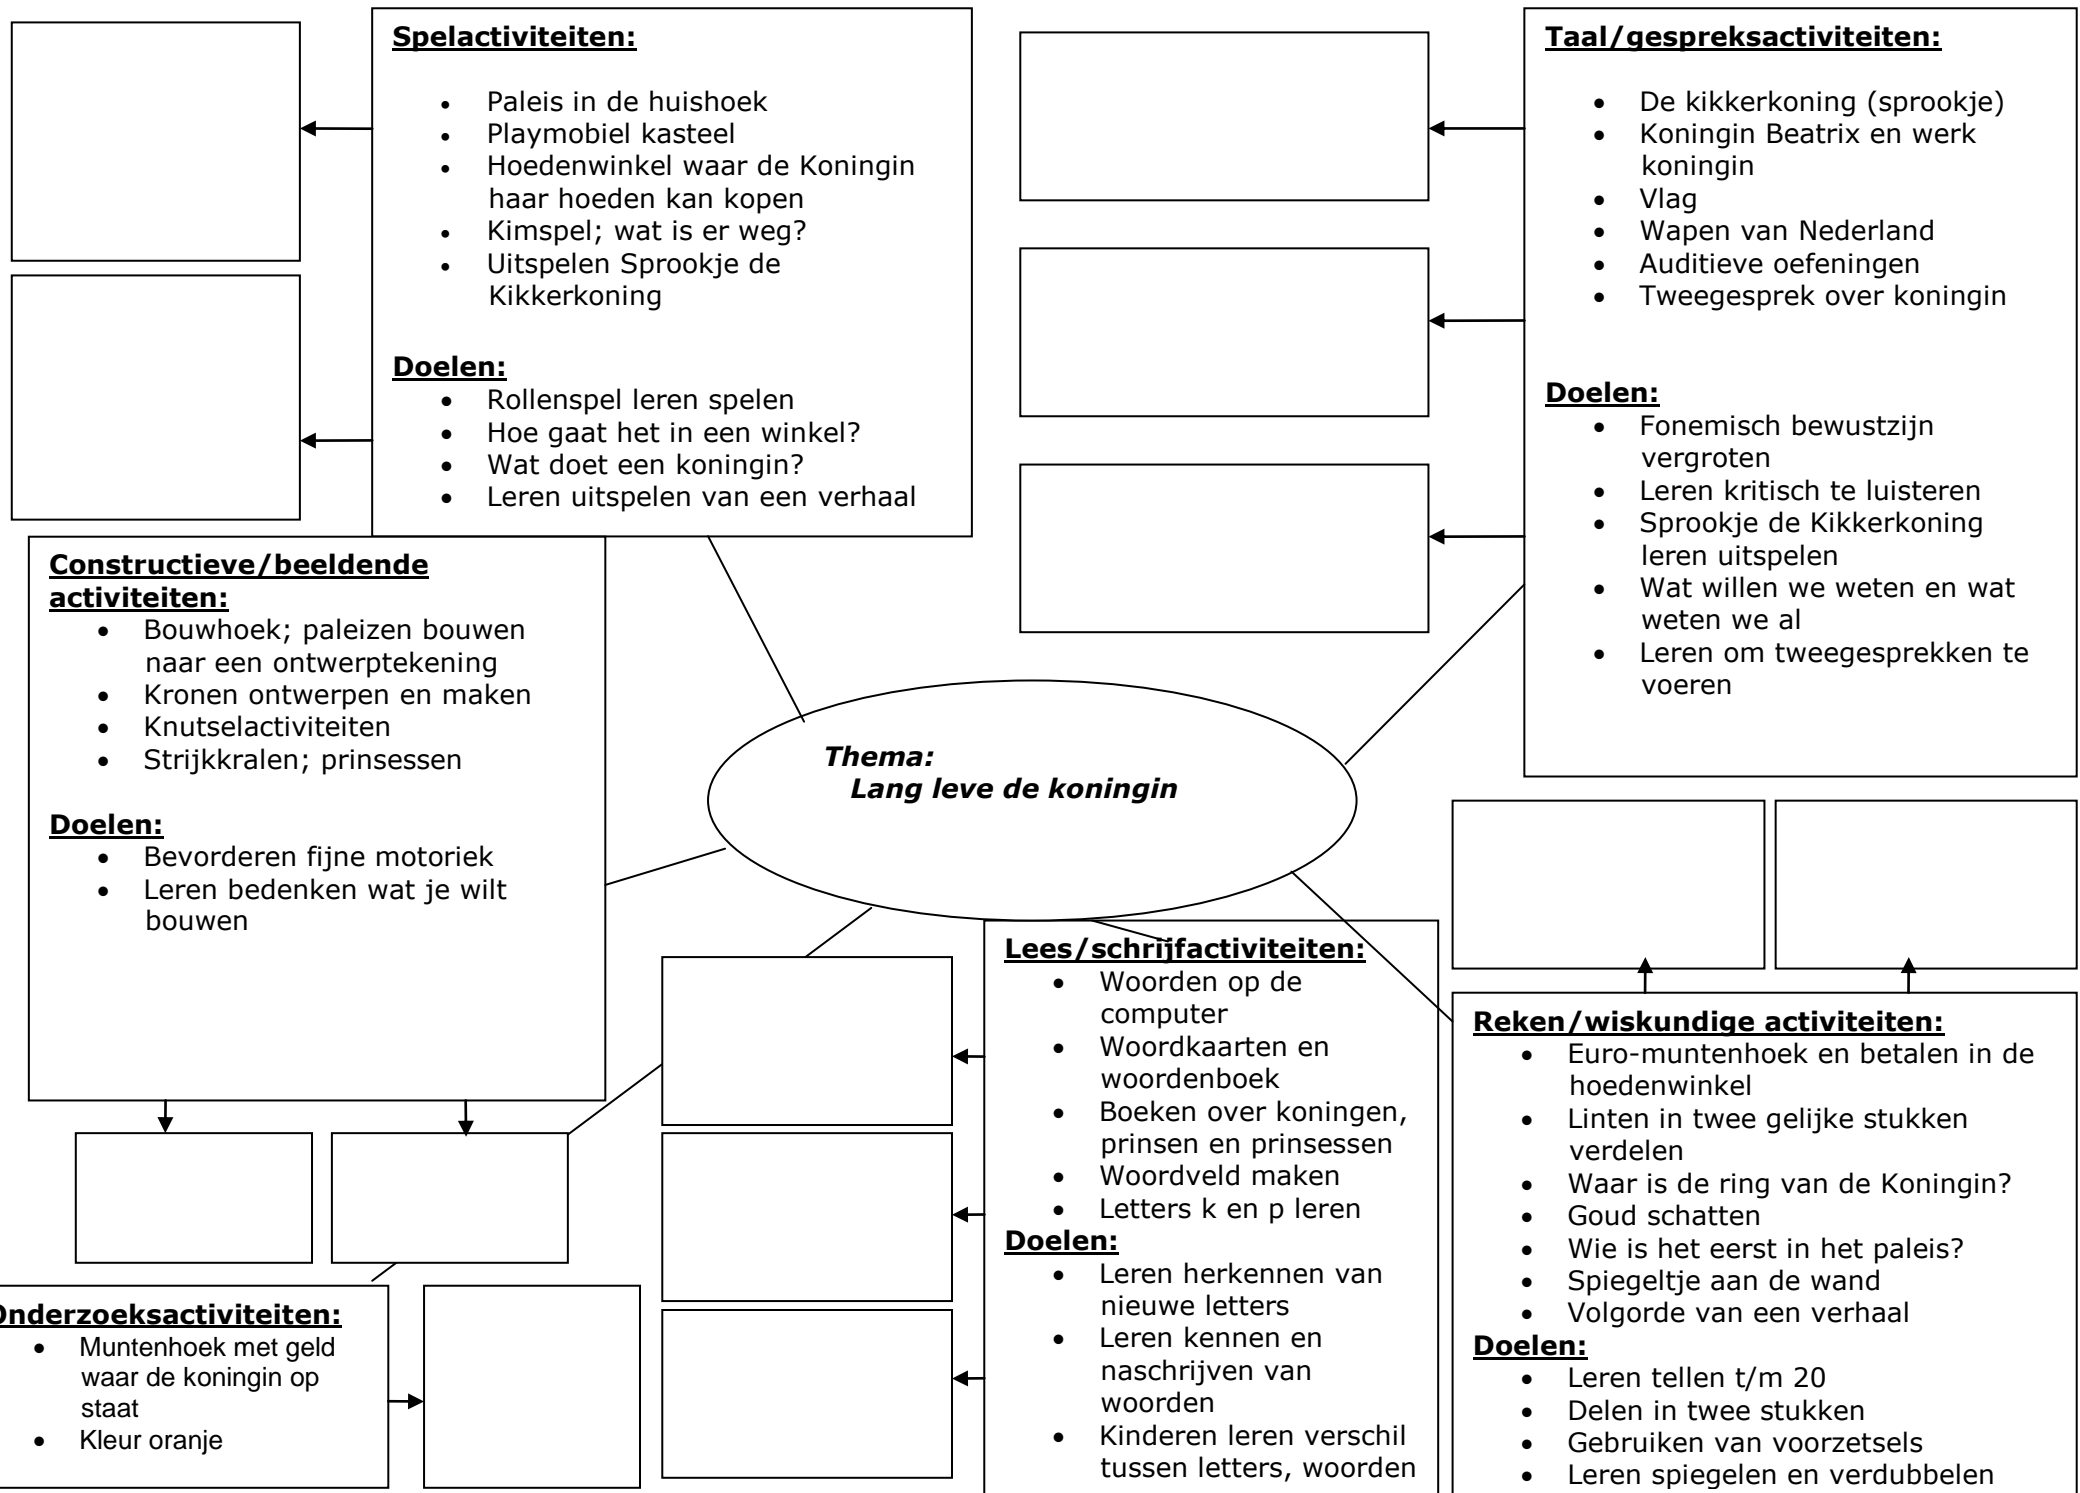 Spelactiviteiten:
• Paleis in de huishoek
• Playmobiel kasteel
• Hoedenwinkel waar de Koningin
haar hoeden kan kopen
• Kimspel; wat is er weg?
• Uitspelen Sprookje de
Kikkerkoning
Doelen:
• Rollenspel leren spelen
• Hoe gaat het in een winkel?
• Wat doet een koningin?
• Leren uitspelen van een verhaal
Taal/gespreksactiviteiten:
• De kikkerkoning (sprookje)
• Koningin Beatrix en werk
koningin
• Vlag
• Wapen van Nederland
• Auditieve oefeningen
• Tweegesprek over koningin
Doelen:
• Fonemisch bewustzijn
vergroten
• Leren kritisch te luisteren
• Sprookje de Kikkerkoning
leren uitspelen
• Wat willen we weten en wat
weten we al
• Leren om tweegesprekken te
voeren
Constructieve/beeldende
activiteiten:
• Bouwhoek; paleizen bouwen
naar een ontwerptekening
• Kronen ontwerpen en maken
• Knutselactiviteiten
• Strijkkralen; prinsessen
Doelen:
• Bevorderen fijne motoriek
• Leren bedenken wat je wilt
bouwen
Thema:
Lang leve de koningin
Lees/schrijfactiviteiten:
• Woorden op de
computer
• Woordkaarten en
woordenboek
• Boeken over koningen,
prinsen en prinsessen
• Woordveld maken
• Letters k en p leren
Doelen:
• Leren herkennen van
nieuwe letters
• Leren kennen en
naschrijven van
woorden
• Kinderen leren verschil
tussen letters, woorden
Reken/wiskundige activiteiten:
• Euro-muntenhoek en betalen in de
hoedenwinkel
• Linten in twee gelijke stukken
verdelen
• Waar is de ring van de Koningin?
• Goud schatten
• Wie is het eerst in het paleis?
• Spiegeltje aan de wand
• Volgorde van een verhaal
Doelen:
• Leren tellen t/m 20
• Delen in twee stukken
• Gebruiken van voorzetsels
• Leren spiegelen en verdubbelen
Onderzoeksactiviteiten:
• Muntenhoek met geld
waar de koningin op
staat
• Kleur oranje